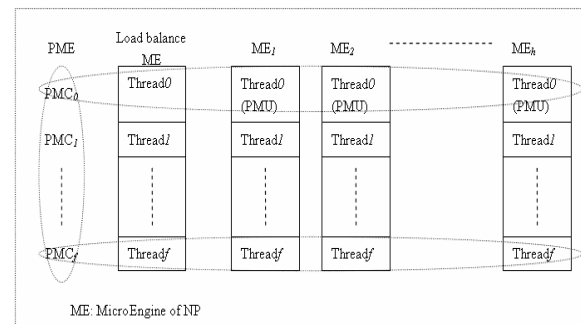 PME Load balance ME ME1 ME2 MEh
PMC0 Thread0 Thread0 (PMU) Thread0 (PMU) Thread0 (PMU)
PMC1 Thread1 Thread1 Thread1 Thread1
PMCf Threadf Threadf Threadf Threadf
ME: MicroEngine of NP